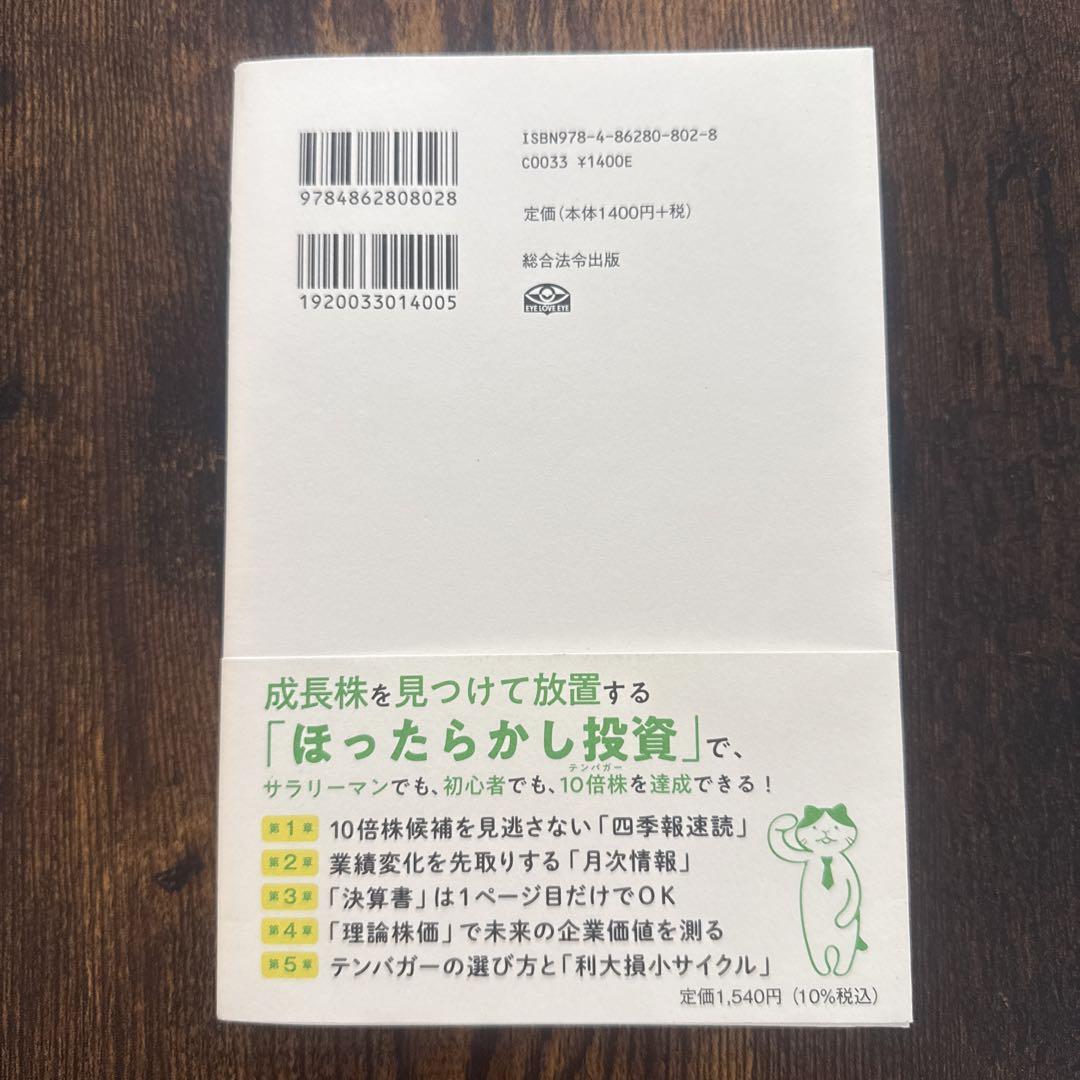 ISBN978-4-86280-802-8
C0033 ¥1400E
9784862808028
定価(本体1400円+税)
総合法令出版
1920033014005
EYE LOVE EYE
成長株を見つけて放置する
「ほったらかし投資」で、
テンバガー
サラリーマンでも、初心者でも、10倍株を達成できる!
第1章 10倍株候補を見逃さない「四季報速読」
第2章 業績変化を先取りする「月次情報」
第3章 「決算書」は1ページ目だけでOK
第4章 「理論株価」で未来の企業価値を測る
第5章 テンバガーの選び方と「利大損小サイクル」
定価1,540円(10%税込)